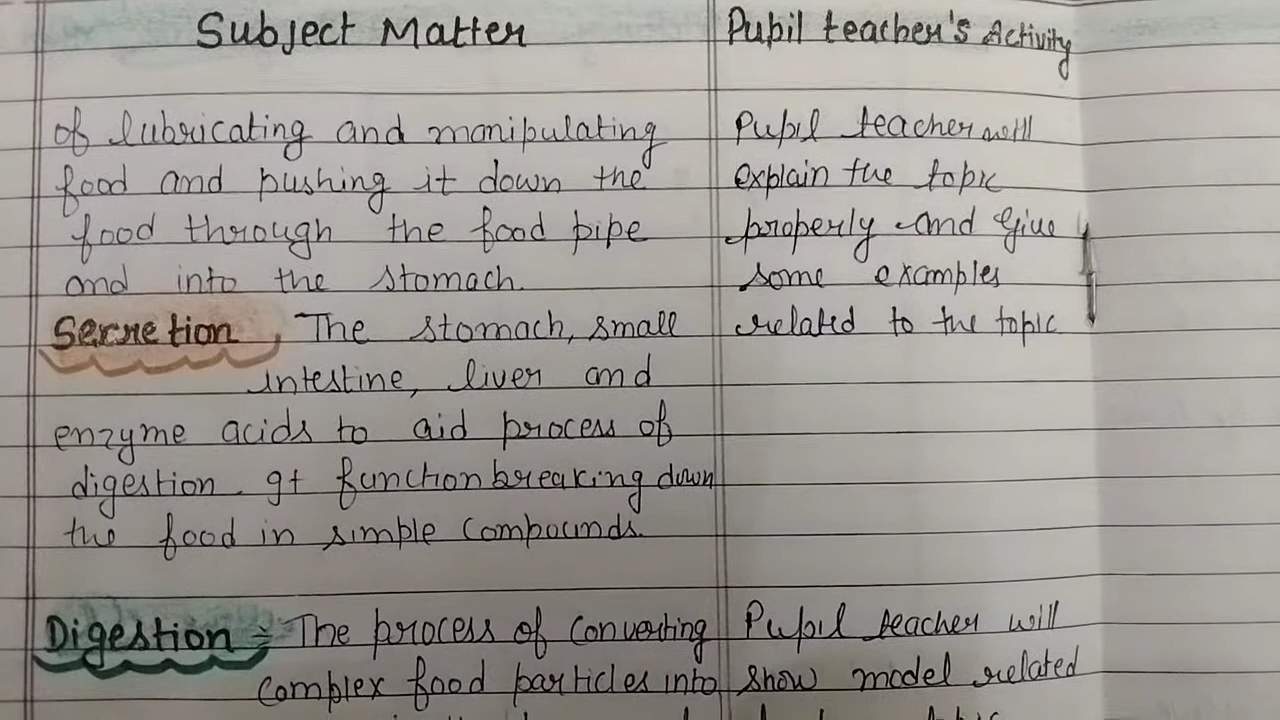 Subject Matter
of lubricating and manipulating
food and pushing it down the
food through the food pipe
and into the stomach.
Secretion, The stomach, small
intestine, liver and
enzyme acids to aid process of
digestion. It function breaking down
the food in simple compounds.
Digestion :- The process of converting
complex food particles into
Pupil teacher's Activity
Pupil teacher will
explain the topic
properly and give
some examples
related to the topic
Pupil teacher will
show model related